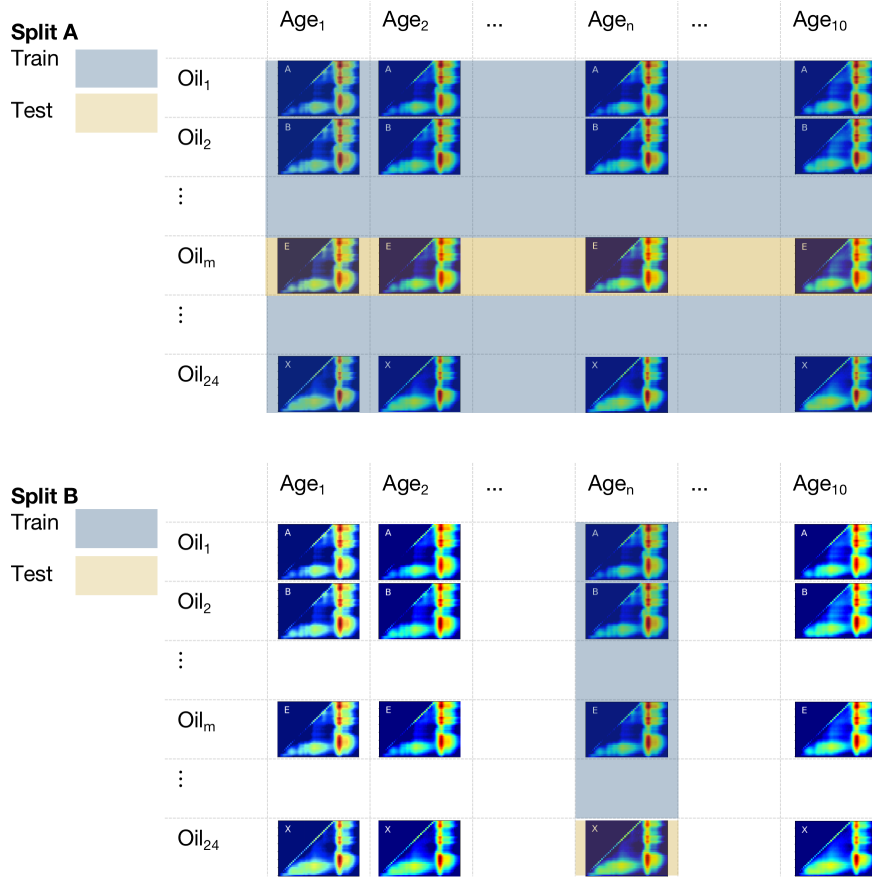 Age₁ Age₂ ... Ageₙ ... Age₁₀
Split A
Train
Test
Oil₁ A A A A
Oil₂ B B B B
⋮
Oilₘ E E E E
⋮
Oil₂₄ X X X X
Age₁ Age₂ ... Ageₙ ... Age₁₀
Split B
Train
Test
Oil₁ A A A A
Oil₂ B B B B
⋮
Oilₘ E E E E
⋮
Oil₂₄ X X X X